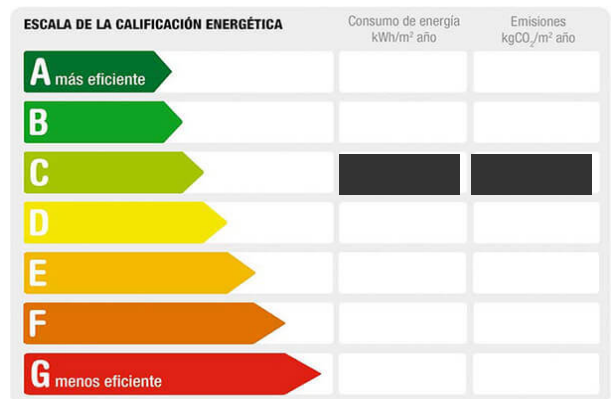 ESCALA DE LA CALIFICACIÓN ENERGÉTICA
Consumo de energía
kWh/m² año
Emisiones
kgCO₂/m² año
A más eficiente
B
C
D
E
F
G menos eficiente